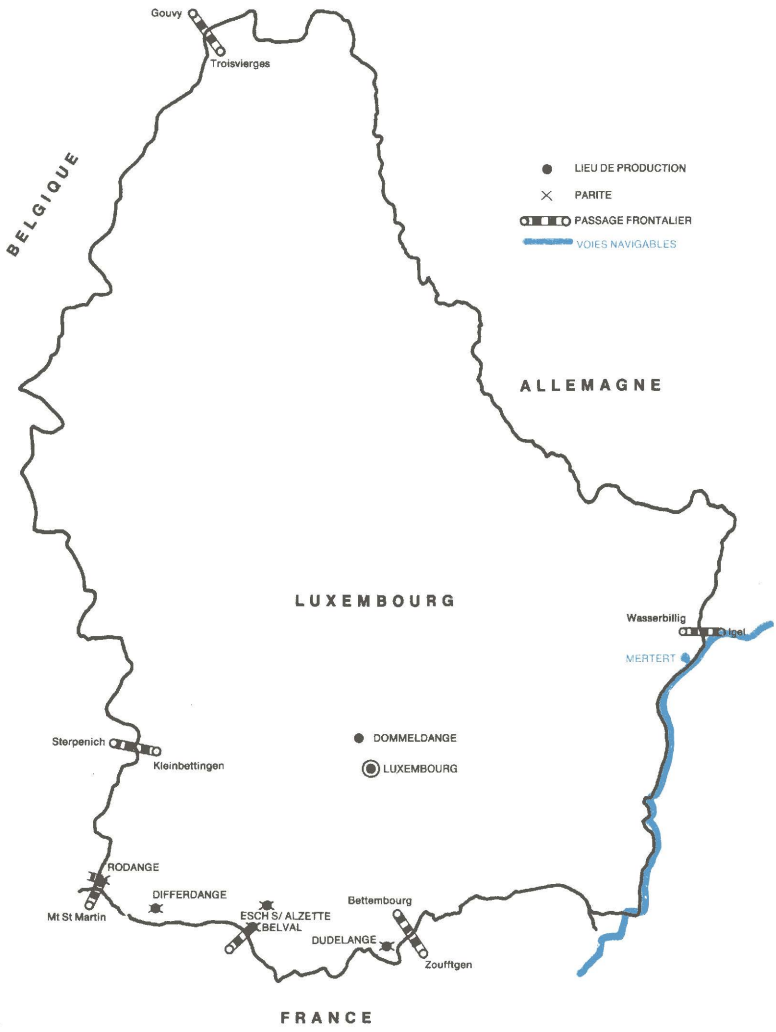 Gouvy
Troisvierges
BELGIQUE
LIEU DE PRODUCTION
PARITE
PASSAGE FRONTALIER
VOIES NAVIGABLES
ALLEMAGNE
LUXEMBOURG
Wasserbillig
Igel
MERTERT
DOMMELDANGE
Sterpenich
Kleinbettingen
LUXEMBOURG
RODANGE
DIFFERDANGE
Mt St Martin
ESCH S/ ALZETTE
BELVAL
Bettembourg
DUDELANGE
Zoufftgen
FRANCE